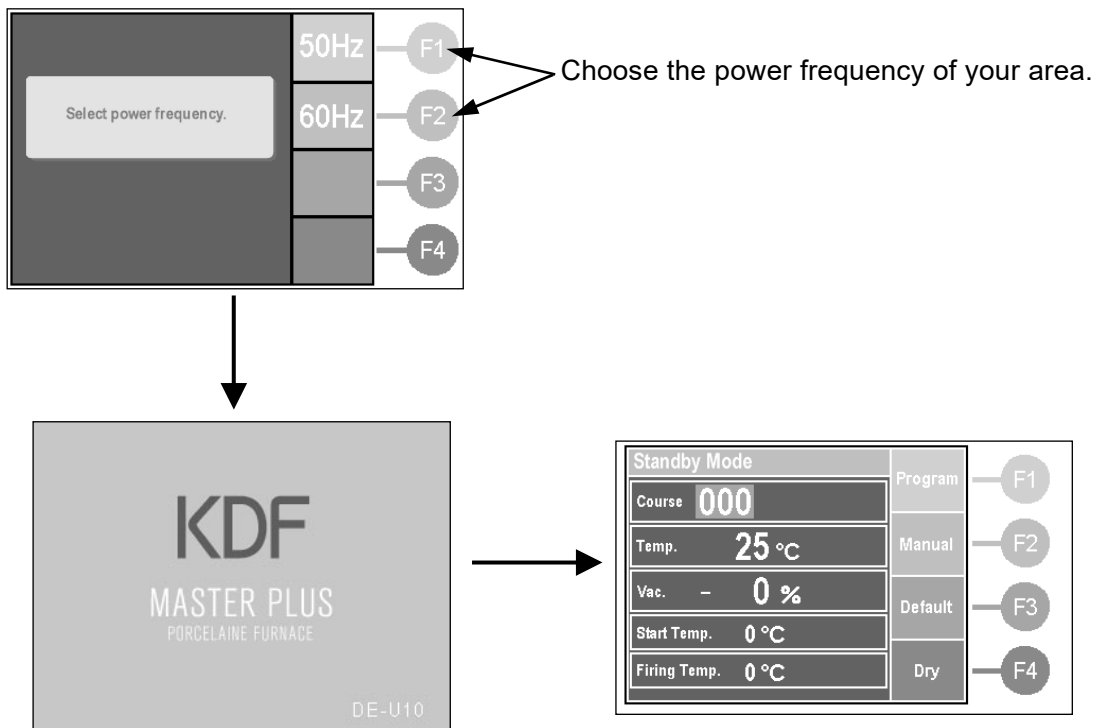 50Hz F1
Choose the power frequency of your area.
Select power frequency.
60Hz F2
F3
F4
KDF
MASTER PLUS
PORCELAINE FURNACE
DE-U10
Standby Mode
Program F1
Course 000
Temp. 25 °C
Manual F2
Vac. - 0 %
Default F3
Start Temp. 0 °C
Firing Temp. 0 °C
Dry F4